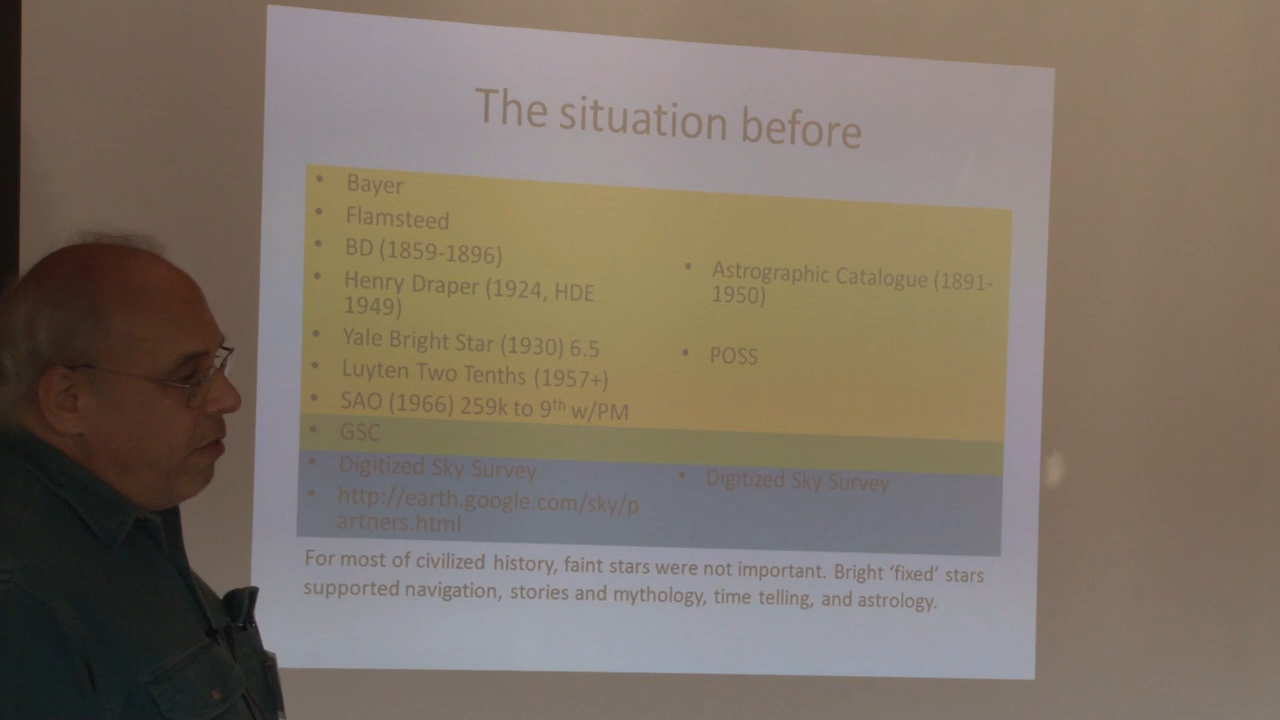 The situation before
• Bayer
• Flamsteed
• BD (1859-1896)
• Henry Draper (1924, HDE
1949)
• Yale Bright Star (1930) 6.5
• Luyten Two Tenths (1957+)
• SAO (1966) 259k to 9th w/PM
• GSC
• Digitized Sky Survey
• http://earth.google.com/sky/p
artners.html
• Astrographic Catalogue (1891-
1950)
• POSS
• Digitized Sky Survey
For most of civilized history, faint stars were not important. Bright ‘fixed’ stars
supported navigation, stories and mythology, time telling, and astrology.